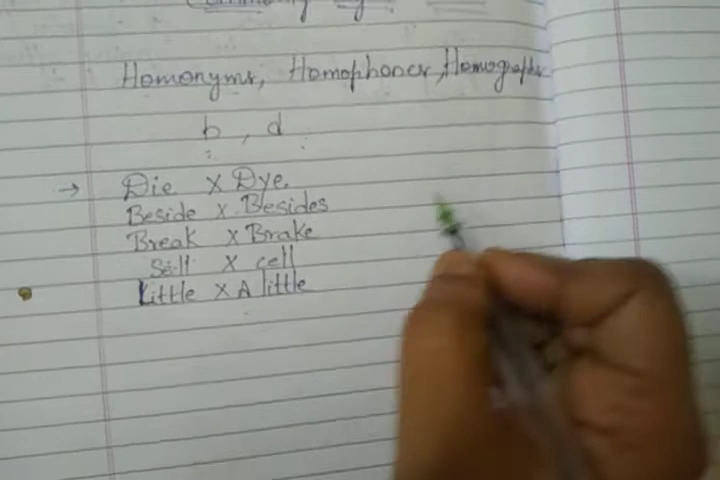 Homonyms, Homophones, Homographs
b , d
→ Die X Dye.
Beside X Besides
Break X Brake
Sell X cell
Little X A little